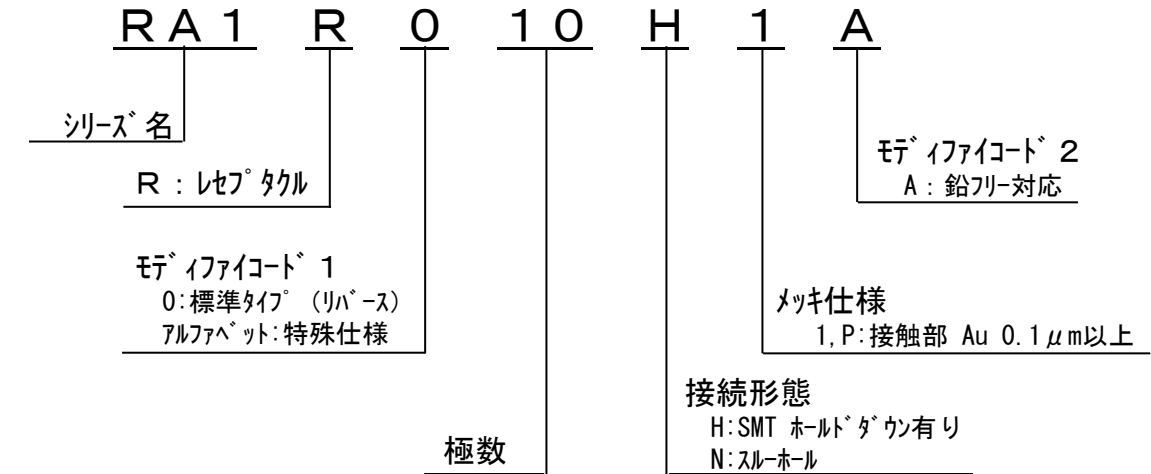 ＲＡ１ Ｒ ０ １０ Ｈ １ Ａ
ｼﾘｰｽﾞ名
モﾃﾞｨﾌｧｲｺｰﾄﾞ２
Ａ：鉛ﾌﾘｰ対応
Ｒ：ﾚｾﾌﾟﾀｸﾙ
ﾓﾃﾞｨﾌｧｲｺｰﾄﾞ１
0:標準ﾀｲﾌﾟ (ﾘﾊﾞｰｽ)
ｱﾙﾌｧﾍﾞｯﾄ:特殊仕様
ﾒｯｷ仕様
1,P:接触部 Au 0.1μm以上
接続形態
H:SMT ﾎｰﾙﾄﾞﾀﾞｳﾝ有り
N:ｽﾙｰﾎｰﾙ
極数